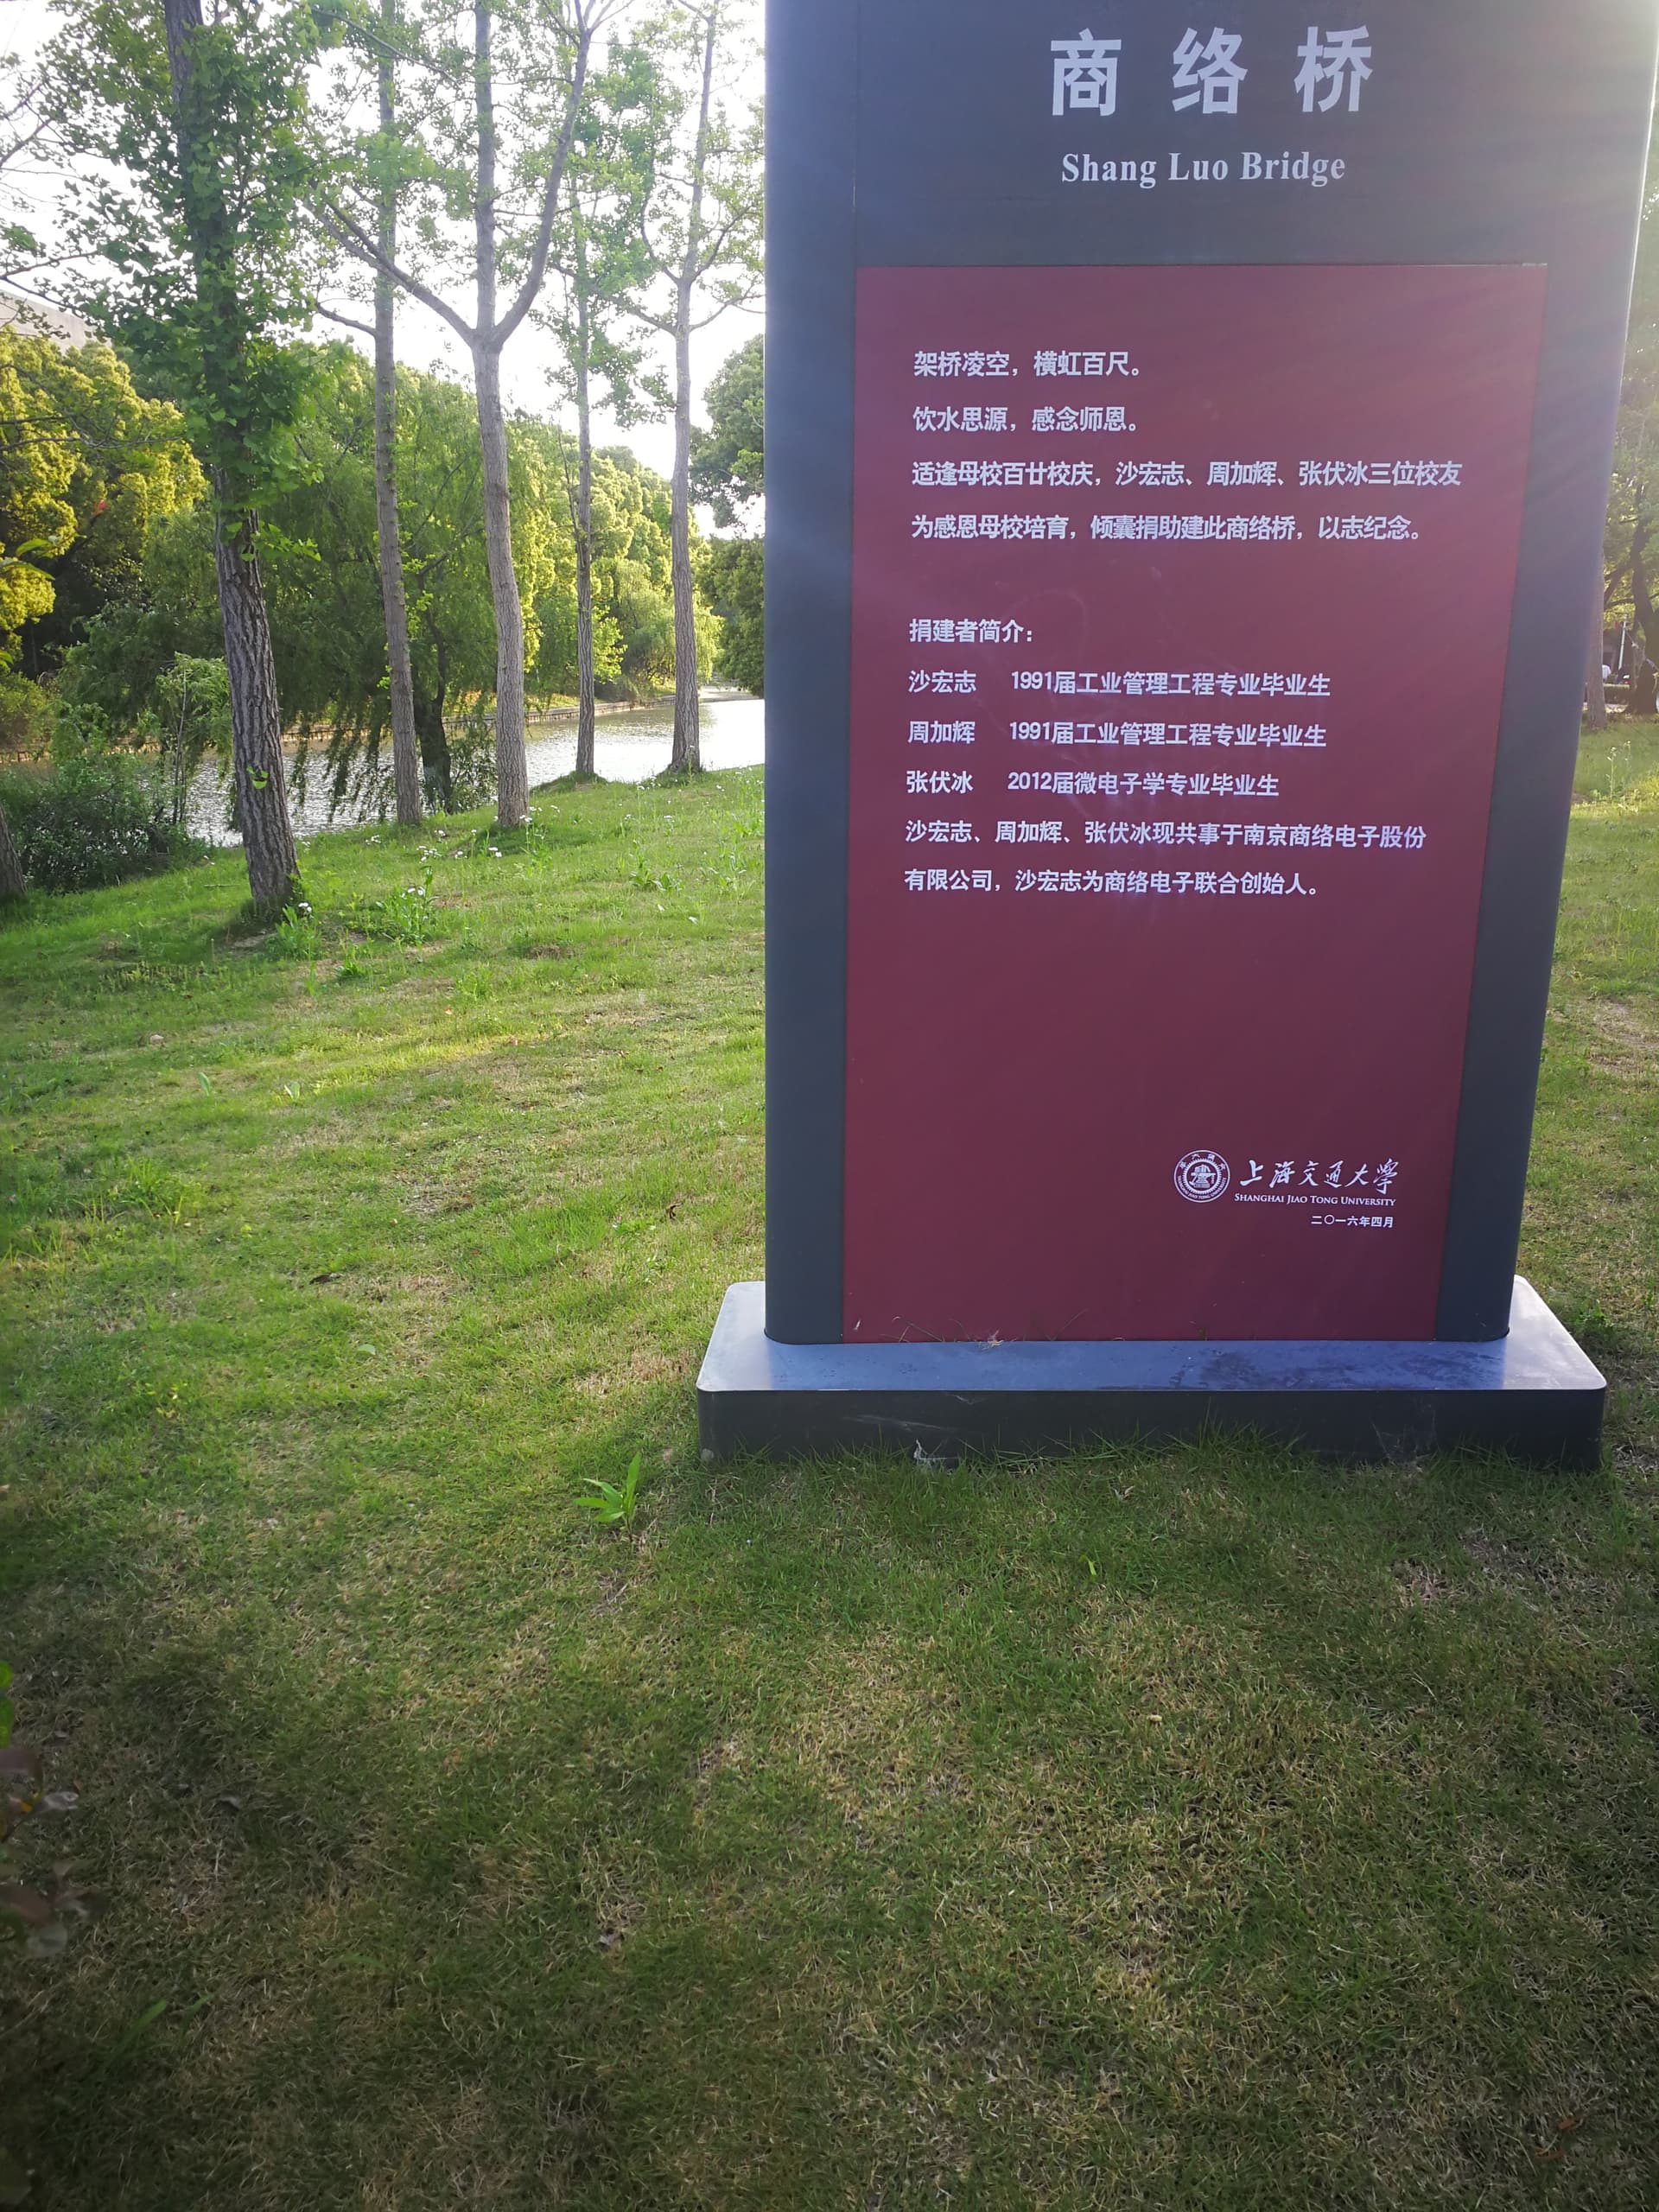 商络桥
Shang Luo Bridge
架桥凌空，横虹百尺。
饮水思源，感念师恩。
适逢母校百廿校庆，沙宏志、周加辉、张伏冰三位校友
为感恩母校培育，倾囊捐助建此商络桥，以志纪念。
捐建者简介：
沙宏志 1991届工业管理工程专业毕业生
周加辉 1991届工业管理工程专业毕业生
张伏冰 2012届微电子学专业毕业生
沙宏志、周加辉、张伏冰现共事于南京商络电子股份
有限公司，沙宏志为商络电子联合创始人。
上海交通大学
SHANGHAI JIAO TONG UNIVERSITY
二〇一六年四月